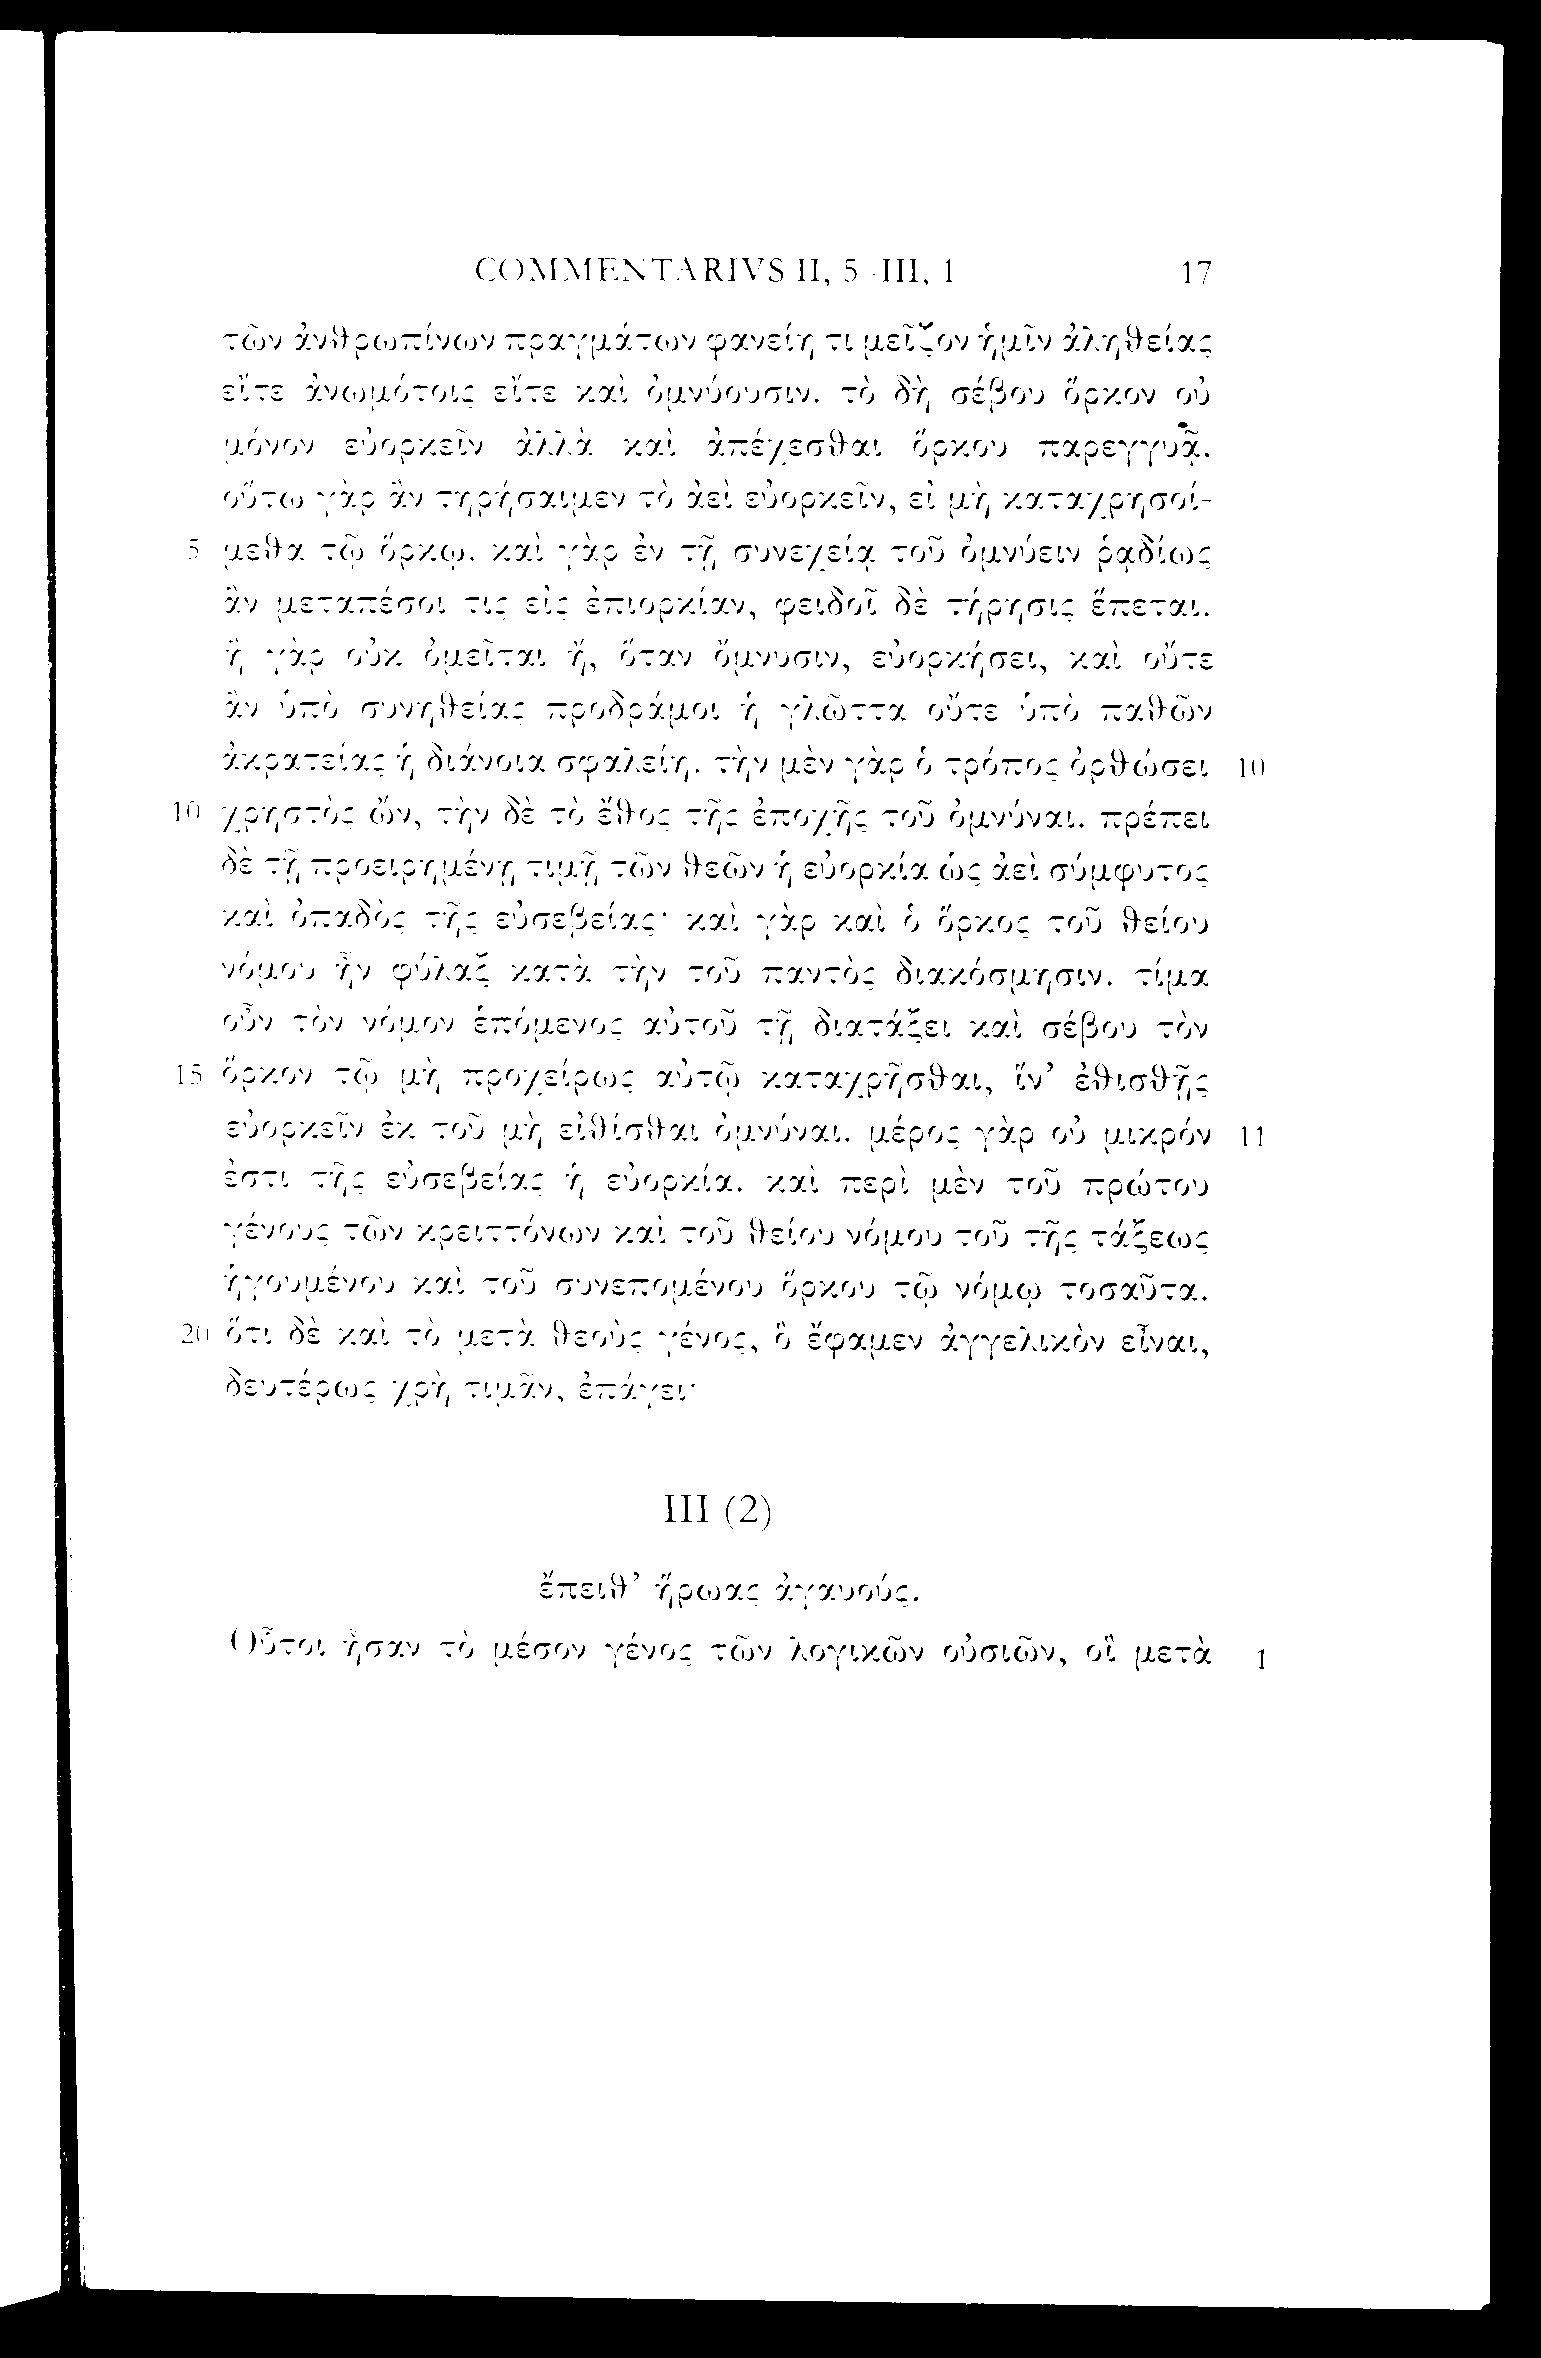 COMMENTARIVS II, 5–III, 1 17
τῶν ἀνθρωπίνων πραγμάτων φανείη τι μεῖζον ἡμῖν ἀληθείας
εἴτε ἀνωμότοις εἴτε καὶ ὀμνύουσιν. τὸ δὴ σέβου ὅρκον οὐ
μόνον εὐορκεῖν ἀλλὰ καὶ ἀπέχεσθαι ὅρκου παρεγγυᾷ.
οὕτω γὰρ ἂν τηρήσαιμεν τὸ ἀεὶ εὐορκεῖν, εἰ μὴ καταχρησοί-
5 μεθα τῷ ὅρκῳ. καὶ γὰρ ἐν τῇ συνεχείᾳ τοῦ ὀμνύειν ῥᾳδίως
ἂν μεταπέσοι τις εἰς ἐπιορκίαν, φειδοῖ δὲ τήρησις ἕπεται.
ἢ γὰρ οὐκ ὀμεῖται ἤ, ὅταν ὄμνυσιν, εὐορκήσει, καὶ οὔτε
ἂν ὑπὸ συνηθείας προδράμοι ἡ γλῶττα οὔτε ὑπὸ παθῶν
ἀκρατείας ἡ διάνοια σφαλείη. τὴν μὲν γὰρ ὁ τρόπος ὀρθώσει 10
10 χρηστὸς ὤν, τὴν δὲ τὸ ἔθος τῆς ἐποχῆς τοῦ ὀμνύναι. πρέπει
δὲ τῇ προειρημένῃ τιμῇ τῶν θεῶν ἡ εὐορκία ὡς ἀεὶ σύμφυτος
καὶ ὀπαδὸς τῆς εὐσεβείας· καὶ γὰρ καὶ ὁ ὅρκος τοῦ θείου
νόμου ἦν φύλαξ κατὰ τὴν τοῦ παντὸς διακόσμησιν. τίμα
οὖν τὸν νόμον ἑπόμενος αὐτοῦ τῇ διατάξει καὶ σέβου τὸν
15 ὅρκον τῷ μὴ προχείρως αὐτῷ καταχρῆσθαι, ἵν’ ἐθισθῇς
εὐορκεῖν ἐκ τοῦ μὴ εἰθίσθαι ὀμνύναι. μέρος γὰρ οὐ μικρόν 11
ἐστι τῆς εὐσεβείας ἡ εὐορκία. καὶ περὶ μὲν τοῦ πρώτου
γένους τῶν κρειττόνων καὶ τοῦ θείου νόμου τοῦ τῆς τάξεως
ἡγουμένου καὶ τοῦ συνεπομένου ὅρκου τῷ νόμῳ τοσαῦτα.
20 ὅτι δὲ καὶ τὸ μετὰ θεοὺς γένος, ὃ ἔφαμεν ἀγγελικὸν εἶναι,
δευτέρως χρὴ τιμᾶν, ἐπάγει·
III (2)
ἔπειθ’ ἥρωας ἀγαυούς.
Οὗτοι ἦσαν τὸ μέσον γένος τῶν λογικῶν οὐσιῶν, οἳ μετὰ 1